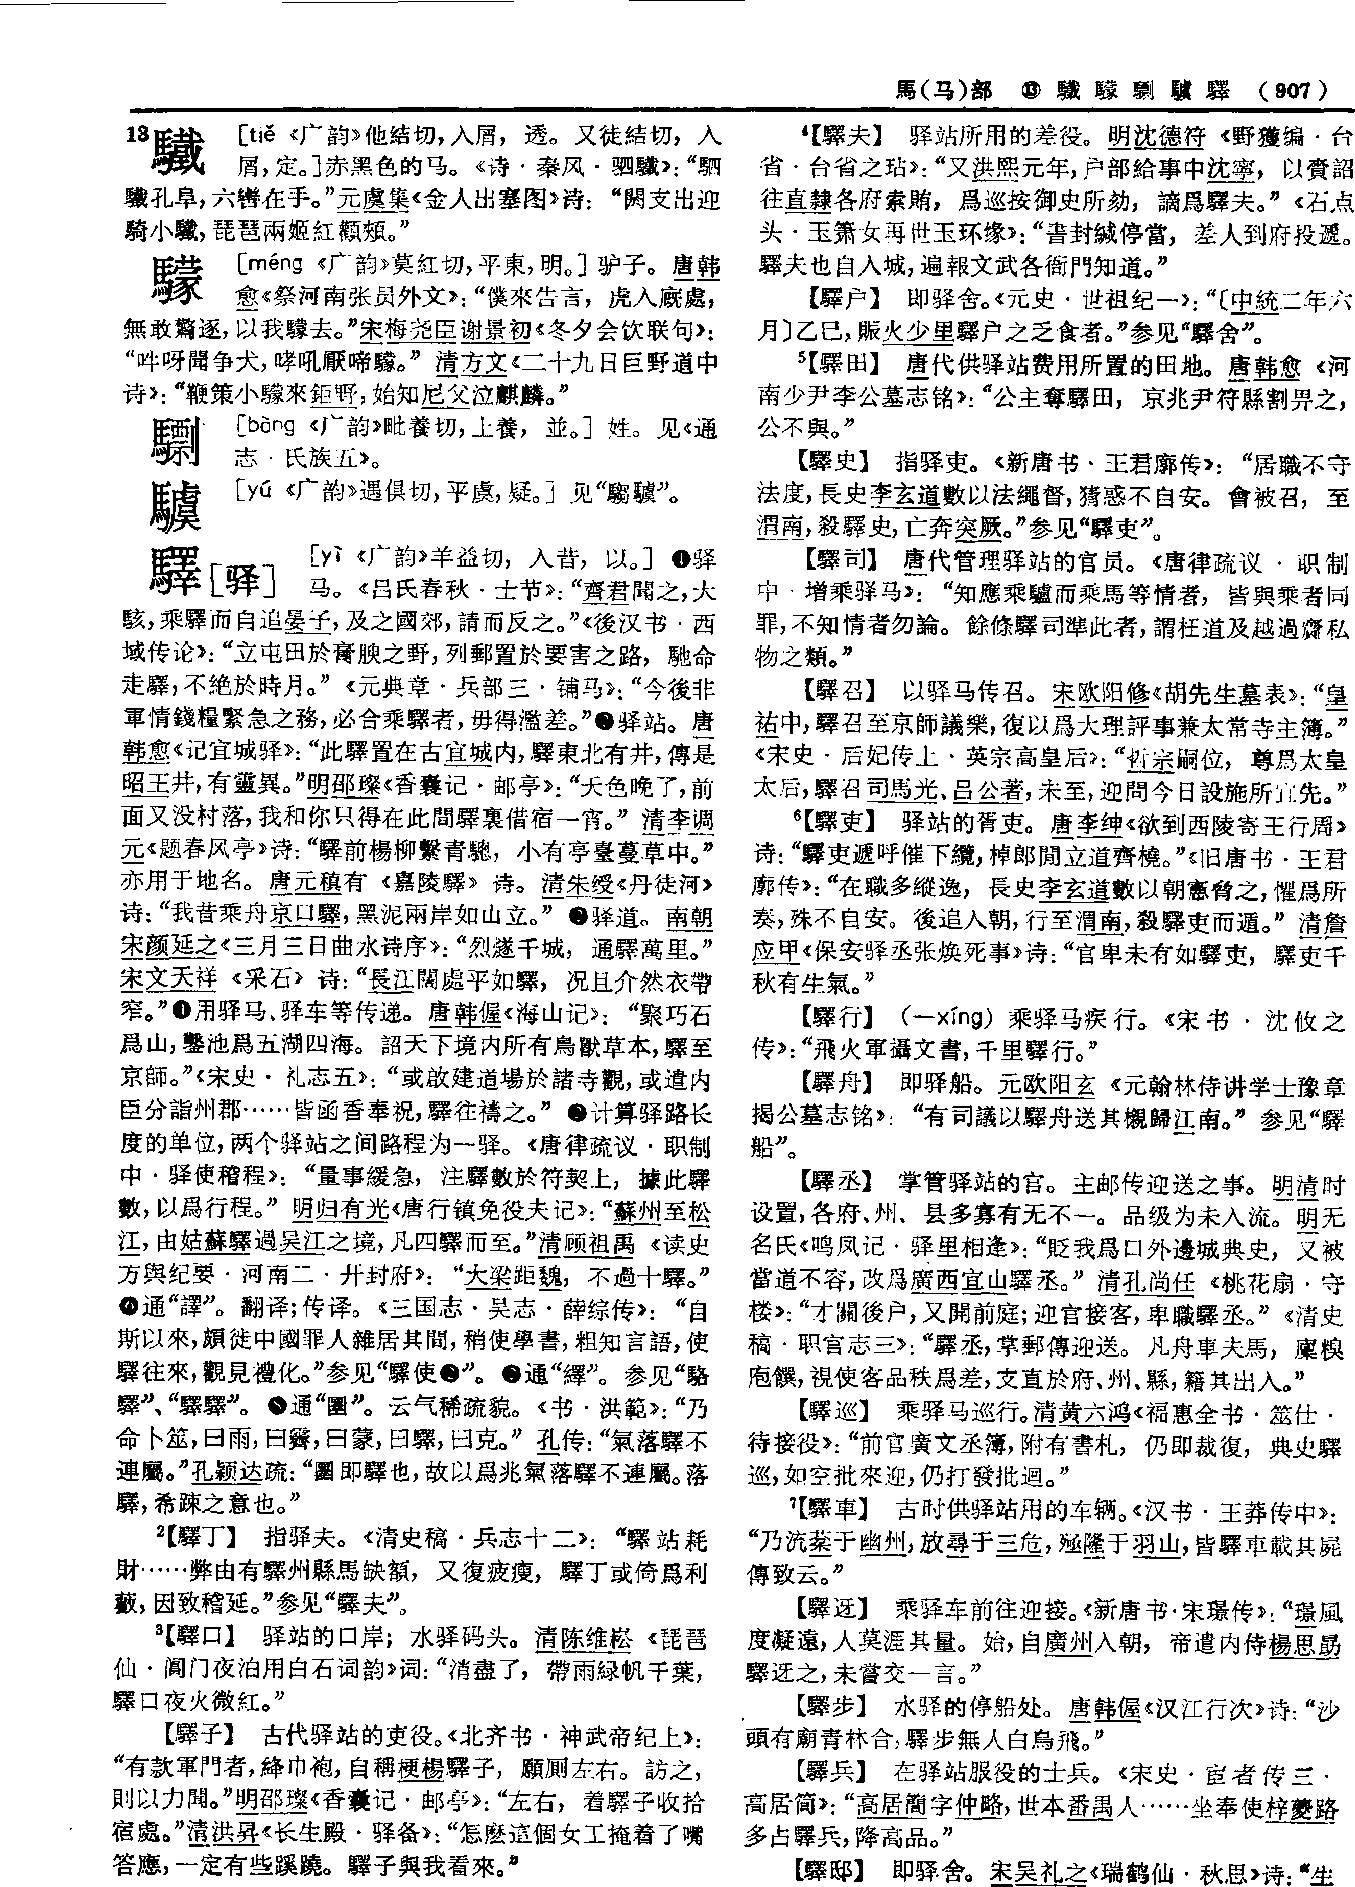 馬(马)部 ⑬ 驖 驞 䮠 䮷 驛 (907)
13驖 [tiě《广韵》他結切,入屑,透。又徒結切,入
屑,定。]赤黑色的马。《诗·秦风·驷驖》:“駟
驖孔阜,六轡在手。”元虞集《金人出塞图》诗:“閼支出迎
騎小驖,琵琶兩姬紅顴頰。”
驜 [méng《广韵》莫紅切,平東,明。]驴子。唐韩
愈《祭河南张员外文》:“僕來告言,虎入廐處,
無敢驚逐,以我驜去。”宋梅尧臣谢景初《冬夕会饮联句》:
“吽呀聞争犬,哮吼厭啼驜。”清方文《二十九日巨野道中
诗》:“鞭策小驜來鉅野,始知尼父泣麒麟。”
[bàng《广韵》毗養切,上養,並。]姓。见《通
志·氏族五》。
[yú《广韵》遇俱切,平虞,疑。]见“騶驉”。
驛[驿] [yì《广韵》羊益切,入昔,以。]❶驿
马。《吕氏春秋·士节》:“齊君聞之,大
駭,乘驛而自追晏子,及之國郊,請而反之。”《後汉书·西
域传论》:“立屯田於膏腴之野,列郵置於要害之路,馳命
走驛,不絶於時月。”《元典章·兵部三·铺马》:“今後非
軍情錢糧緊急之務,必合乘驛者,毋得濫差。”❷驿站。唐
韩愈《记宜城驿》:“此驛置在古宜城内,驛東北有井,傳是
昭王井,有靈異。”明邵璨《香囊记·邮亭》:“天色晚了,前
面又没村落,我和你只得在此間驛裏借宿一宵。”清李调
元《题春风亭》诗:“驛前楊柳繫青驄,小有亭臺蔓草中。”
亦用于地名。唐元稹有《嘉陵驛》诗。清朱绶《丹徒河》
诗:“我昔乘舟京口驛,黑泥兩岸如山立。”❸驿道。南朝
宋颜延之《三月三日曲水诗序》:“烈燧千城,通驛萬里。”
宋文天祥《采石》诗:“長江闊處平如驛,况且介然衣帶
窄。”❹用驿马、驿车等传递。唐韩偓《海山记》:“聚巧石
爲山,鑿池爲五湖四海。詔天下境内所有鳥獸草木,驛至
京師。”《宋史·礼志五》:“或啟建道場於諸寺觀,或遣内
臣分詣州郡……皆函香奉祝,驛往禱之。”❺计算驿路长
度的单位,两个驿站之间路程为一驿。《唐律疏议·职制
中·驿使稽程》:“量事緩急,注驛數於符契上,據此驛
數,以爲行程。”明归有光《唐行镇免役夫记》:“蘇州至松
江,由姑蘇驛過吴江之境,凡四驛而至。”清顾祖禹《读史
方舆纪要·河南二·开封府》:“大梁距魏,不過十驛。”
❻通“譯”。翻译;传译。《三国志·吴志·薛综传》:“自
斯以來,頗徙中國罪人雜居其間,稍使學書,粗知言語,使
驛往來,觀見禮化。”参见“驛使❷”。❼通“繹”。参见“駱
驛”、“驛驛”。❽通“圛”。云气稀疏貌。《书·洪範》:“乃
命卜筮,曰雨,曰霽,曰蒙,曰驛,曰克。”孔传:“氣落驛不
連屬。”孔颖达疏:“圛即驛也,故以爲兆氣落驛不連屬。落
驛,希疎之意也。”
2【驛丁】 指驿夫。《清史稿·兵志十二》:“驛站耗
財……弊由有驛州縣馬缺額,又復疲瘦,驛丁或倚爲利
藪,因致稽延。”参见“驛夫”。
3【驛口】 驿站的口岸;水驿码头。清陈维崧《琵琶
仙·阊门夜泊用白石词韵》词:“消盡了,帶雨緑帆千葉,
驛口夜火微紅。”
【驛子】 古代驿站的吏役。《北齐书·神武帝纪上》:
“有款軍門者,絳巾袍,自稱梗楊驛子,願厠左右。訪之,
則以力聞。”明邵璨《香囊记·邮亭》:“左右,着驛子收拾
宿處。”清洪昇《长生殿·驿备》:“怎麽這個女工掩着了嘴
答應,一定有些蹊蹺。驛子與我看來。”
4【驛夫】 驿站所用的差役。明沈德符《野獲编·台
省·台省之玷》:“又洪熙元年,户部給事中沈寧,以賫詔
往直隸各府索賄,爲巡按御史所劾,謫爲驛夫。”《石点
头·玉箫女再世玉环缘》:“書封緘停當,差人到府投遞。
驛夫也自入城,遍報文武各衙門知道。”
【驛户】 即驿舍。《元史·世祖纪一》:“〔中統二年六
月〕乙巳,賑火少里驛户之乏食者。”参见“驛舍”。
5【驛田】 唐代供驿站费用所置的田地。唐韩愈《河
南少尹李公墓志铭》:“公主奪驛田,京兆尹符縣割畀之,
公不與。”
【驛史】 指驿吏。《新唐书·王君廓传》:“居職不守
法度,長史李玄道數以法繩督,猜惑不自安。會被召,至
渭南,殺驛史,亡奔突厥。”参见“驛吏”。
【驛司】 唐代管理驿站的官员。《唐律疏议·职制
中·增乘驿马》:“知應乘驢而乘馬等情者,皆與乘者同
罪,不知情者勿論。餘條驛司準此者,謂枉道及越過齎私
物之類。”
【驛召】 以驿马传召。宋欧阳修《胡先生墓表》:“皇
祐中,驛召至京師議樂,復以爲大理評事兼太常寺主簿。”
《宋史·后妃传上·英宗高皇后》:“哲宗嗣位,尊爲太皇
太后,驛召司馬光、吕公著,未至,迎問今日設施所宜先。”
6【驛吏】 驿站的胥吏。唐李绅《欲到西陵寄王行周》
诗:“驛吏遞呼催下纜,棹郎閒立道齊橈。”《旧唐书·王君
廓传》:“在職多縱逸,長史李玄道數以朝憲脅之,懼爲所
奏,殊不自安。後追入朝,行至渭南,殺驛吏而遁。”清詹
应甲《保安驿丞张焕死事》诗:“官卑未有如驛吏,驛吏千
秋有生氣。”
【驛行】 (—xíng) 乘驿马疾行。《宋书·沈攸之
传》:“飛火軍攝文書,千里驛行。”
【驛舟】 即驿船。元欧阳玄《元翰林侍讲学士豫章
揭公墓志铭》:“有司議以驛舟送其櫬歸江南。”参见“驛
船”。
【驛丞】 掌管驿站的官。主邮传迎送之事。明清时
设置,各府、州、县多寡有无不一。品级为未入流。明无
名氏《鸣凤记·驿里相逢》:“貶我爲口外邊城典史,又被
當道不容,改爲廣西宜山驛丞。”清孔尚任《桃花扇·守
楼》:“才關後户,又開前庭;迎官接客,卑職驛丞。”《清史
稿·职官志三》:“驛丞,掌郵傳迎送。凡舟車夫馬,廩糗
庖饌,視使客品秩爲差,支直於府、州、縣,籍其出入。”
【驛巡】 乘驿马巡行。清黄六鸿《福惠全书·筮仕·
待接役》:“前官廣文丞簿,附有書札,仍即裁復,典史驛
巡,如空批來迎,仍打發批迴。”
7【驛車】 古时供驿站用的车辆。《汉书·王莽传中》:
“乃流棻于幽州,放尋于三危,殛隆于羽山,皆驛車載其屍
傳致云。”
【驛迓】 乘驿车前往迎接。《新唐书·宋璟传》:“璟風
度凝遠,人莫涯其量。始,自廣州入朝,帝遣内侍楊思勗
驛迓之,未嘗交一言。”
【驛步】 水驿的停船处。唐韩偓《汉江行次》诗:“沙
頭有廟青林合,驛步無人白鳥飛。”
【驛兵】 在驿站服役的士兵。《宋史·宦者传三·
高居简》:“高居簡字仲略,世本番禺人……坐奉使梓夔路
多占驛兵,降高品。”
【驛邸】 即驿舍。宋吴礼之《瑞鹤仙·秋思》诗:“生